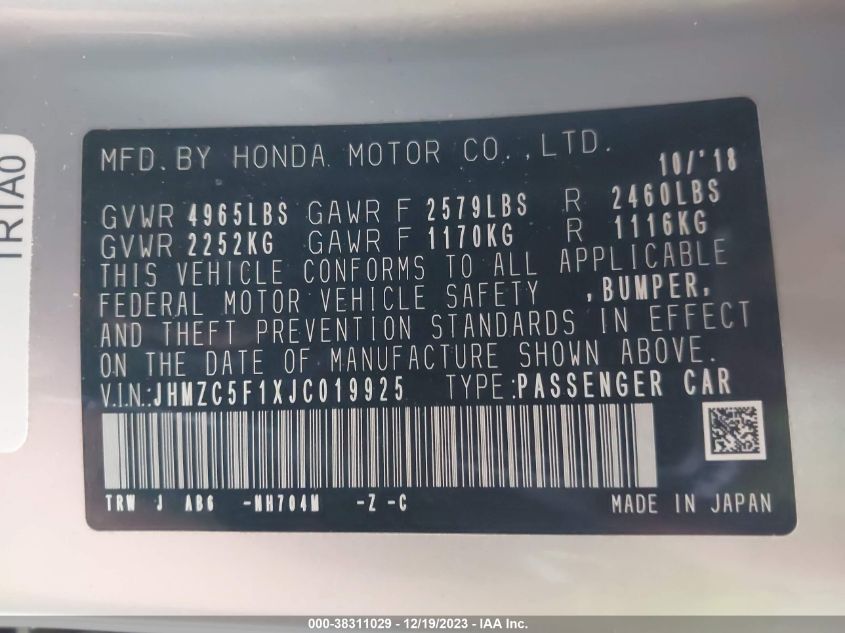 MFD. BY HONDA MOTOR CO., LTD. 10/'18
GVWR 4965LBS GAWR F 2579LBS R 2460LBS
GVWR 2252KG GAWR F 1170KG R 1116KG
THIS VEHICLE CONFORMS TO ALL APPLICABLE
FEDERAL MOTOR VEHICLE SAFETY , BUMPER,
AND THEFT PREVENTION STANDARDS IN EFFECT
ON THE DATE OF MANUFACTURE SHOWN ABOVE.
V.I.N.: JHMZC5F1XJC019925 TYPE: PASSENGER CAR
TRW J AB6 -NH704M -Z -C MADE IN JAPAN
TR1A0
000-38311029 - 12/19/2023 - IAA Inc.